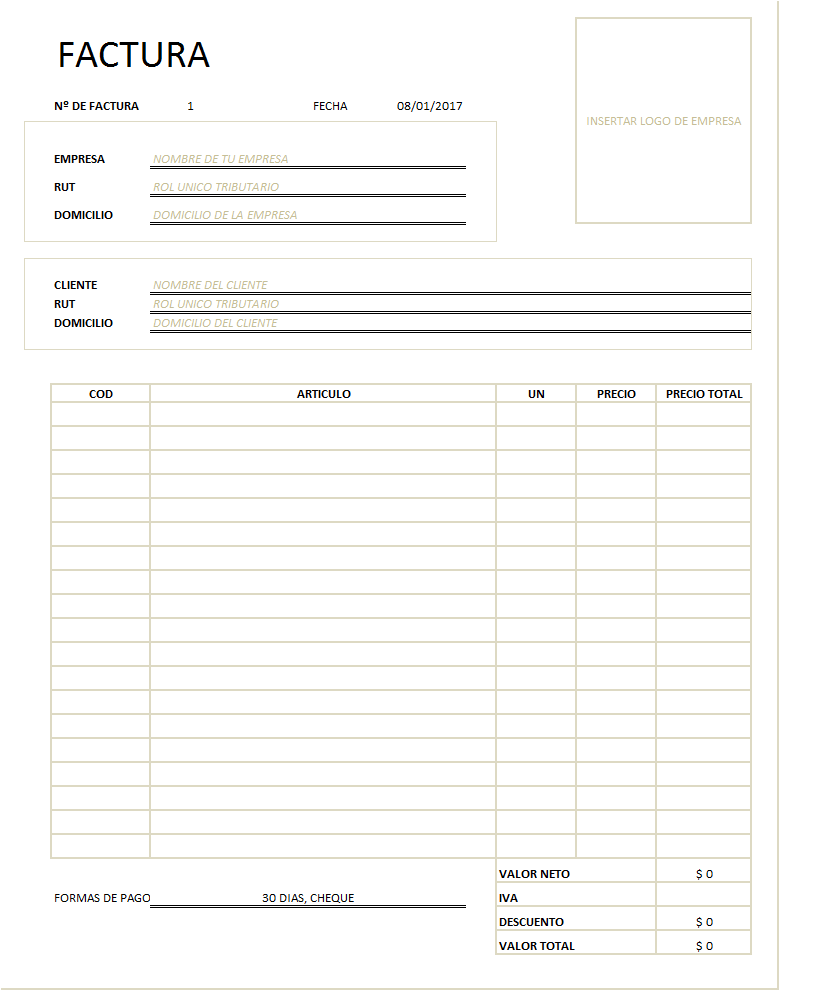 FACTURA
Nº DE FACTURA 1 FECHA 08/01/2017
INSERTAR LOGO DE EMPRESA
EMPRESA NOMBRE DE TU EMPRESA
RUT ROL UNICO TRIBUTARIO
DOMICILIO DOMICILIO DE LA EMPRESA
CLIENTE NOMBRE DEL CLIENTE
RUT ROL UNICO TRIBUTARIO
DOMICILIO DOMICILIO DEL CLIENTE
COD ARTICULO UN PRECIO PRECIO TOTAL
VALOR NETO $ 0
FORMAS DE PAGO 30 DIAS, CHEQUE IVA
DESCUENTO $ 0
VALOR TOTAL $ 0